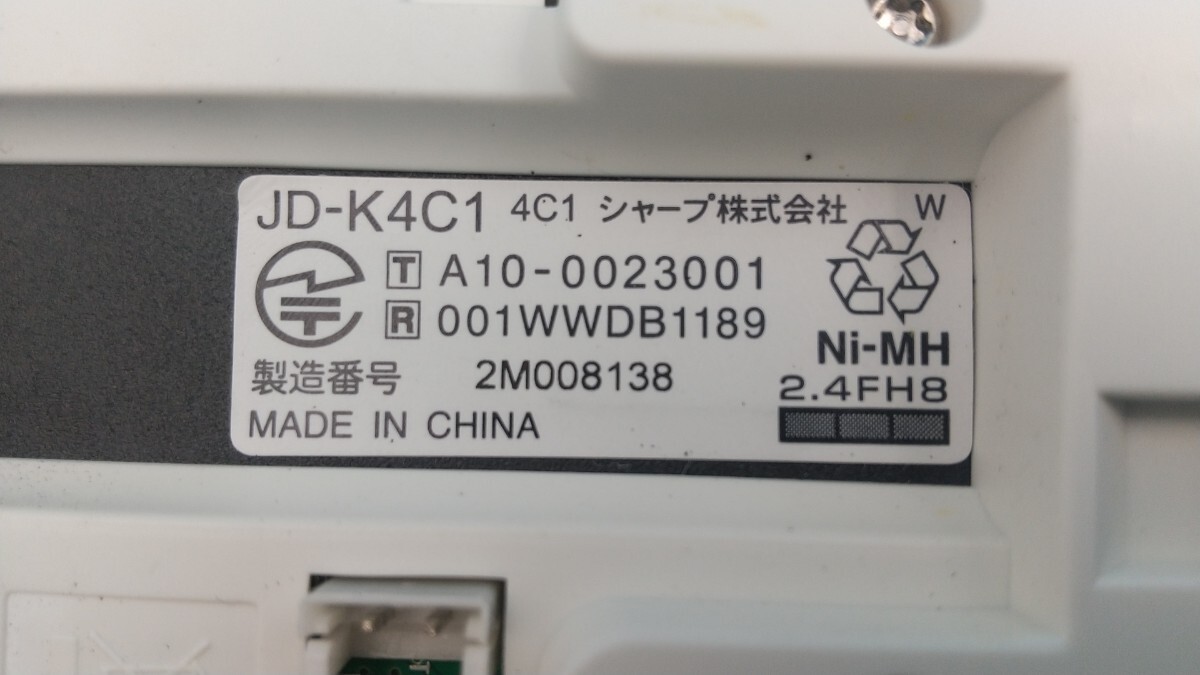 JD-K4C1 4C1 シャープ株式会社 W
T A10-0023001
R 001WWDB1189
Ni-MH
製造番号 2M008138
2.4FH8
MADE IN CHINA